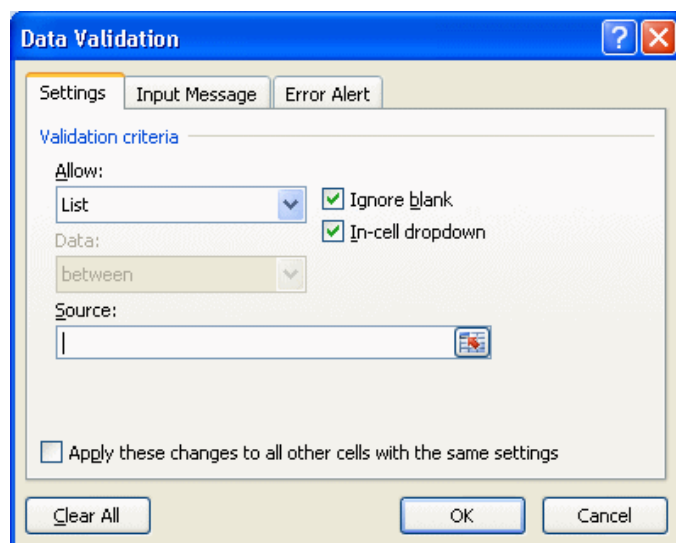 Data Validation
Settings Input Message Error Alert
Validation criteria
Allow:
List
Ignore blank
In-cell dropdown
Data:
between
Source:
Apply these changes to all other cells with the same settings
Clear All OK Cancel